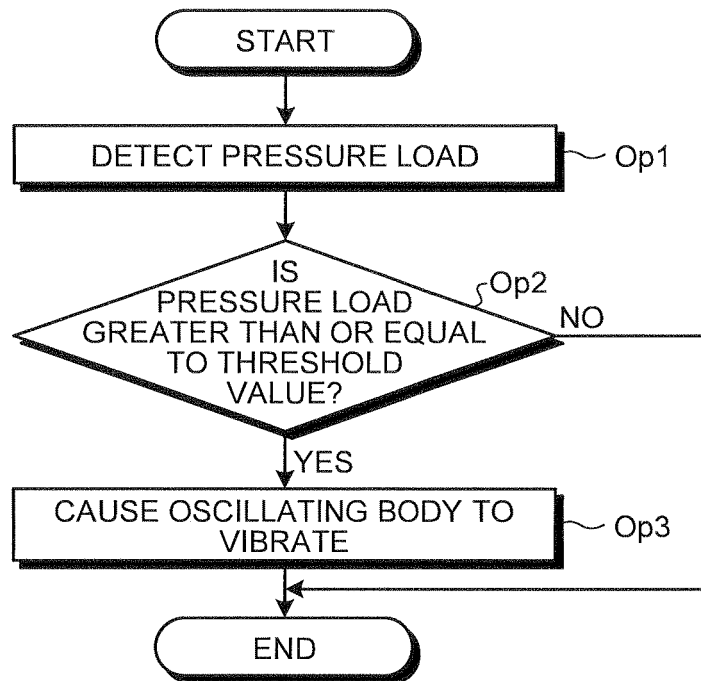 START
DETECT PRESSURE LOAD
Op1
IS
PRESSURE LOAD
GREATER THAN OR EQUAL
TO THRESHOLD
VALUE?
Op2
NO
YES
CAUSE OSCILLATING BODY TO
VIBRATE
Op3
END